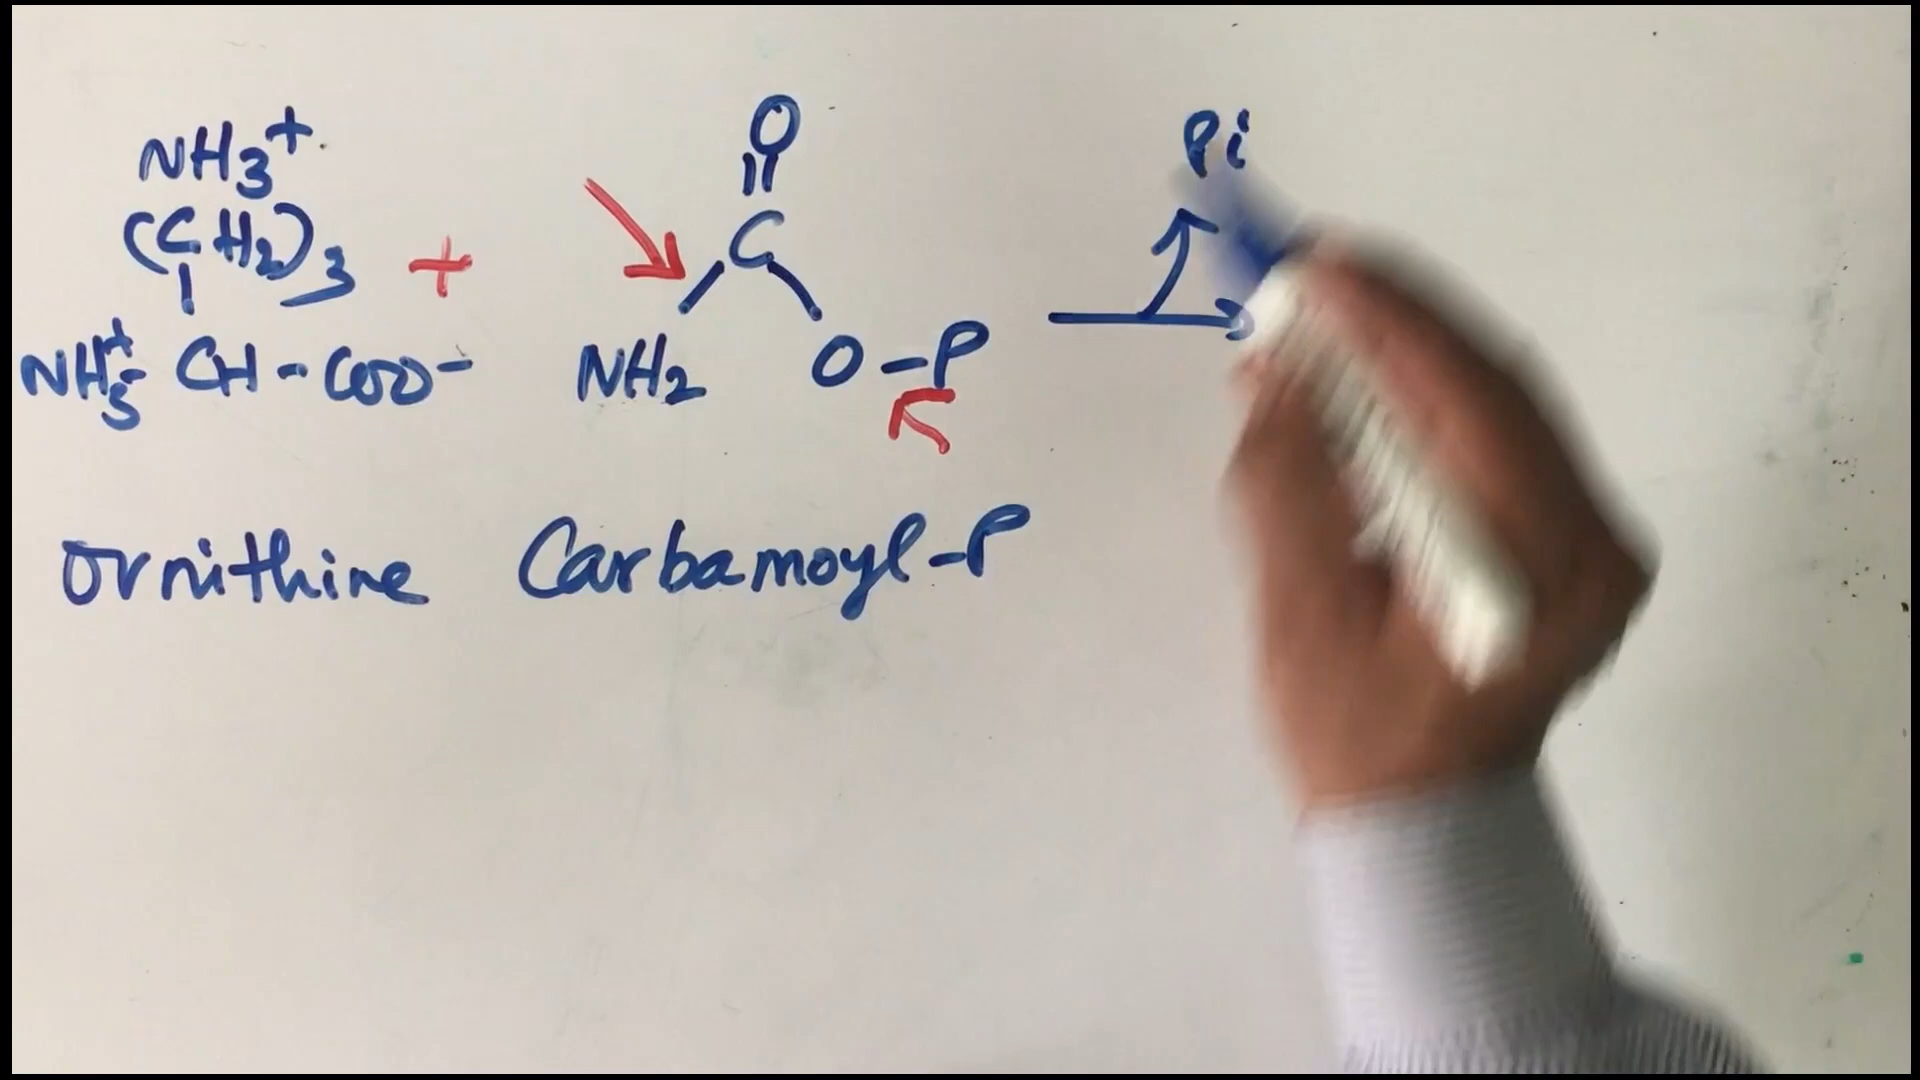 NH3+
(CH2)3
NH3+ - CH - COO-
+
O
C
NH2
O-P
Pi
Ornithine
Carbamoyl-P